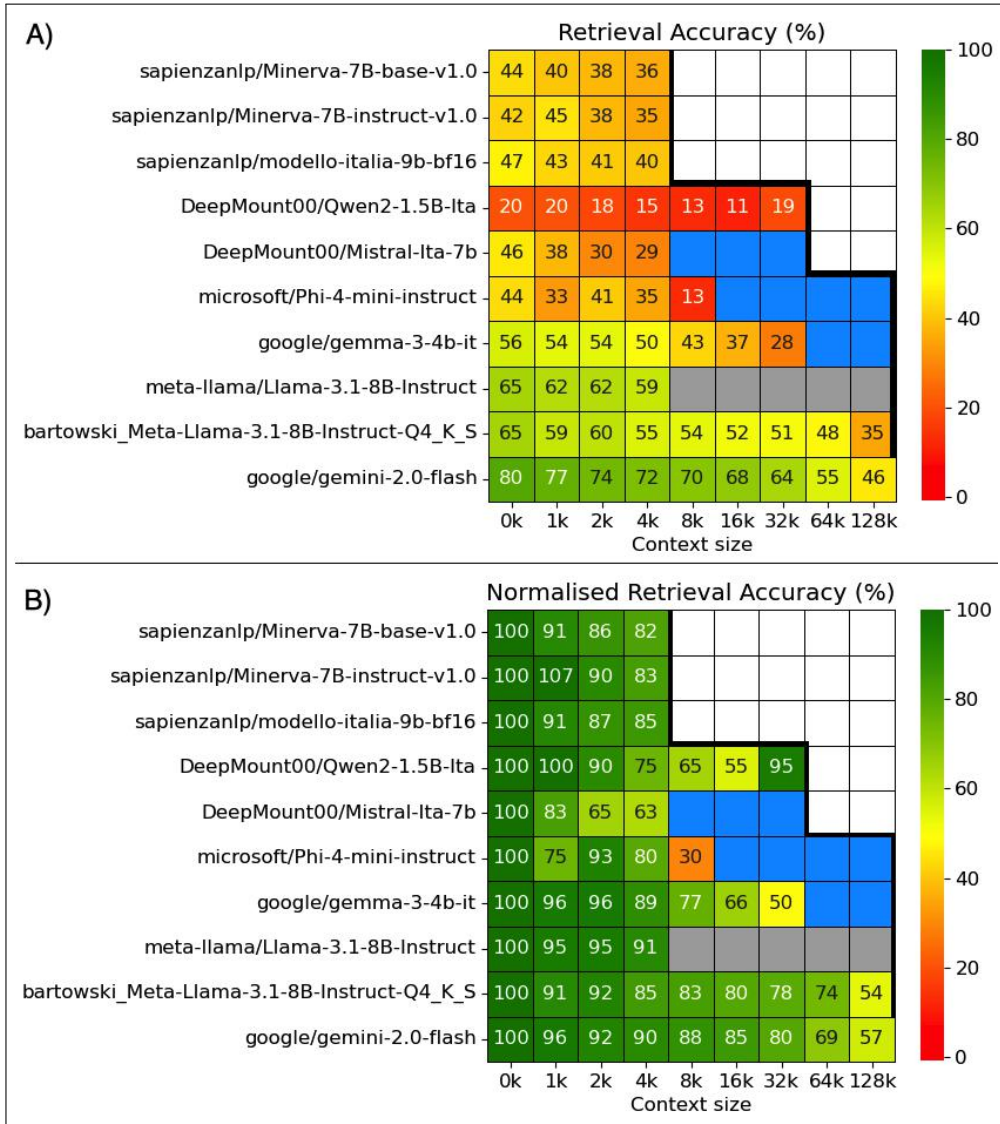 A)
Retrieval Accuracy (%)
sapienzanlp/Minerva-7B-base-v1.0 44 40 38 36
sapienzanlp/Minerva-7B-instruct-v1.0 42 45 38 35
sapienzanlp/modello-italia-9b-bf16 47 43 41 40
DeepMount00/Qwen2-1.5B-Ita 20 20 18 15 13 11 19
DeepMount00/Mistral-Ita-7b 46 38 30 29
microsoft/Phi-4-mini-instruct 44 33 41 35 13
google/gemma-3-4b-it 56 54 54 50 43 37 28
meta-llama/Llama-3.1-8B-Instruct 65 62 62 59
bartowski_Meta-Llama-3.1-8B-Instruct-Q4_K_S 65 59 60 55 54 52 51 48 35
google/gemini-2.0-flash 80 77 74 72 70 68 64 55 46
0k 1k 2k 4k 8k 16k 32k 64k 128k
Context size
100
80
60
40
20
0
B)
Normalised Retrieval Accuracy (%)
sapienzanlp/Minerva-7B-base-v1.0 100 91 86 82
sapienzanlp/Minerva-7B-instruct-v1.0 100 107 90 83
sapienzanlp/modello-italia-9b-bf16 100 91 87 85
DeepMount00/Qwen2-1.5B-Ita 100 100 90 75 65 55 95
DeepMount00/Mistral-Ita-7b 100 83 65 63
microsoft/Phi-4-mini-instruct 100 75 93 80 30
google/gemma-3-4b-it 100 96 96 89 77 66 50
meta-llama/Llama-3.1-8B-Instruct 100 95 95 91
bartowski_Meta-Llama-3.1-8B-Instruct-Q4_K_S 100 91 92 85 83 80 78 74 54
google/gemini-2.0-flash 100 96 92 90 88 85 80 69 57
0k 1k 2k 4k 8k 16k 32k 64k 128k
Context size
100
80
60
40
20
0